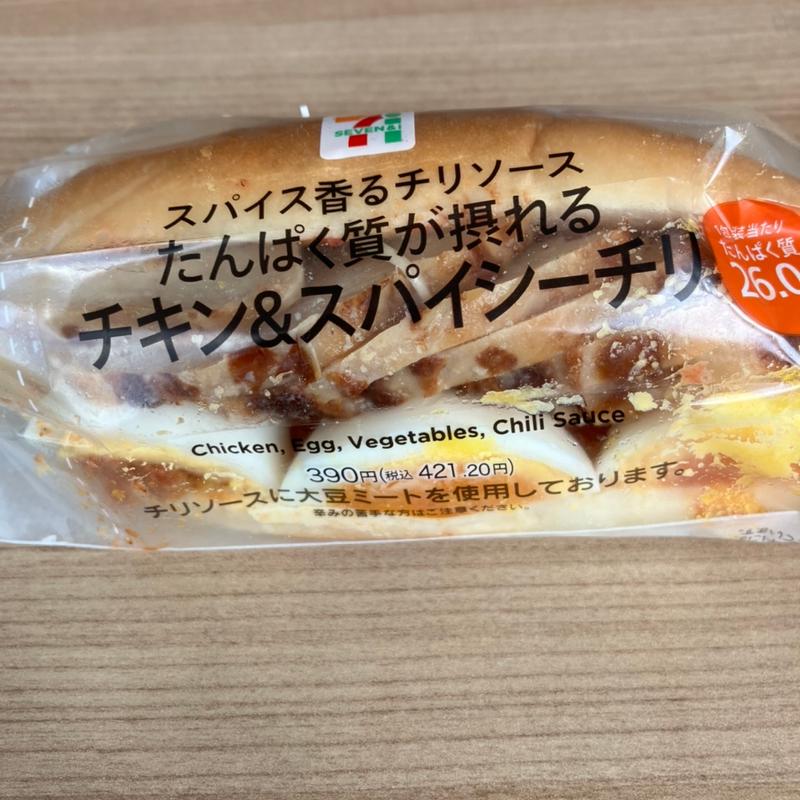 SEVEN&i
スパイス香るチリソース
たんぱく質が摂れる
チキン&スパイシーチリ
1包装当たり
たんぱく質
26.0
Chicken, Egg, Vegetables, Chili Sauce
390円(税込 421.20円)
チリソースに大豆ミートを使用しております。
辛みの苦手な方はご注意ください。